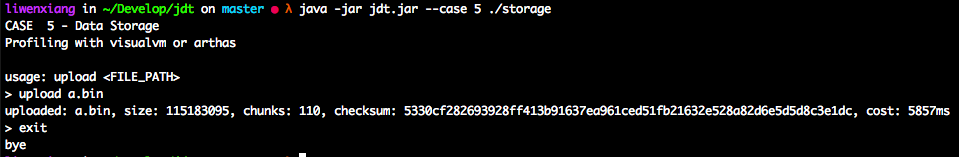 liwenxiang in ~/Develop/jdt on master ● λ java -jar jdt.jar --case 5 ./storage
CASE  5 - Data Storage
Profiling with visualvm or arthas
usage: upload <FILE_PATH>
> upload a.bin
uploaded: a.bin, size: 115183095, chunks: 110, checksum: 5330cf282693928ff413b91637ea961ced51fb21632e528a82d6e5d5d8c3e1dc, cost: 5857ms
> exit
bye